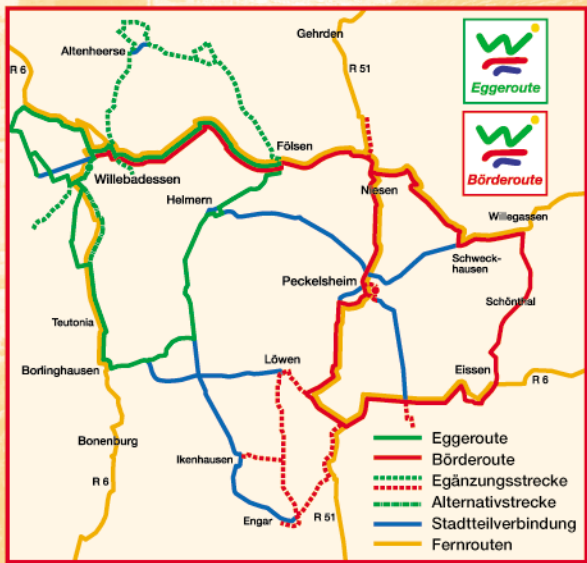 Gehrden
Altenheerse
R 6
R 51
Eggeroute
Börderoute
Fölsen
Willebadessen
Niesen
Helmern
Willegassen
Schweck-
hausen
Peckelsheim
Schönthal
Teutonia
Löwen
Eissen
Borlinghausen
R 6
Bonenburg
Ikenhausen
R 6
Engar
R 51
Eggeroute
Börderoute
Egänzungsstrecke
Alternativstrecke
Stadtteilverbindung
Fernrouten